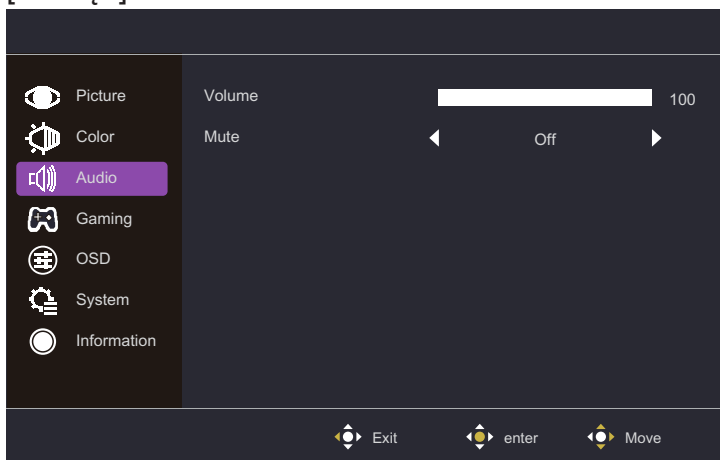 Picture
Volume 100
Color
Mute Off
Audio
Gaming
OSD
System
Information
Exit enter Move